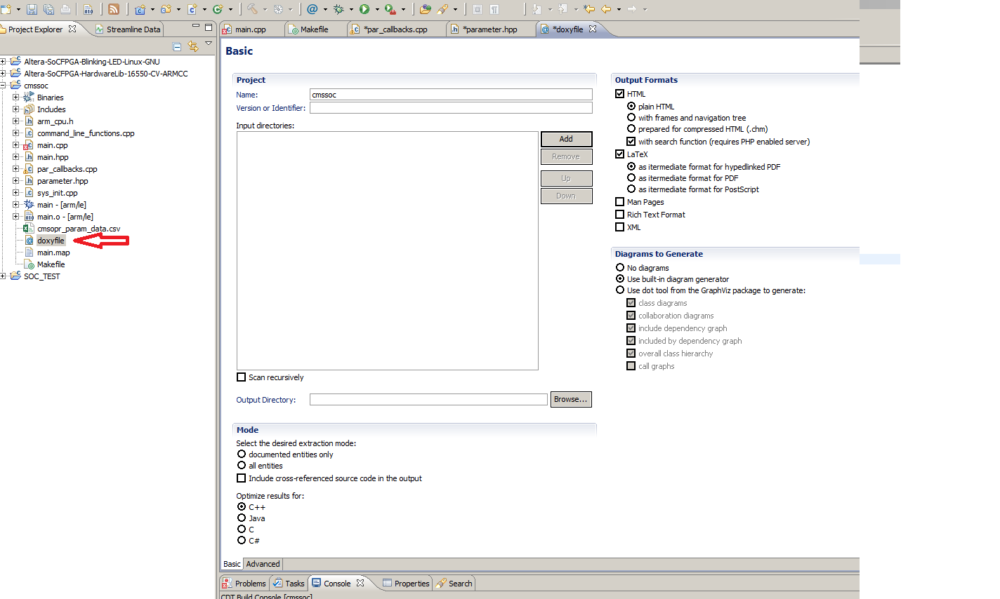 Project Explorer
Streamline Data
Altera-SoCFPGA-Blinking-LED-Linux-GNU
Altera-SoCFPGA-HardwareLib-16550-CV-ARMCC
cmssoc
Binaries
Includes
arm_cpu.h
command_line_functions.cpp
main.cpp
main.hpp
par_callbacks.cpp
parameter.hpp
sys_init.cpp
main - [arm/le]
main.o - [arm/le]
cmsopr_param_data.csv
doxyfile
main.map
Makefile
SOC_TEST
main.cpp
Makefile
*par_callbacks.cpp
*parameter.hpp
*doxyfile
Basic
Project
Name:
cmssoc
Version or Identifier:
Input directories:
Add
Remove
Up
Down
Scan recursively
Output Directory:
Browse...
Mode
Select the desired extraction mode:
documented entities only
all entities
Include cross-referenced source code in the output
Optimize results for:
C++
Java
C
C#
Output Formats
HTML
plain HTML
with frames and navigation tree
prepared for compressed HTML (.chm)
with search function (requires PHP enabled server)
LaTeX
as itermediate format for hypedlinked PDF
as itermediate format for PDF
as itermediate format for PostScript
Man Pages
Rich Text Format
XML
Diagrams to Generate
No diagrams
Use built-in diagram generator
Use dot tool from the GraphViz package to generate:
class diagrams
collaboration diagrams
include dependency graph
included by dependency graph
overall class hierarchy
call graphs
Basic
Advanced
Problems
Tasks
Console
Properties
Search
CDT Build Console [cmssoc]